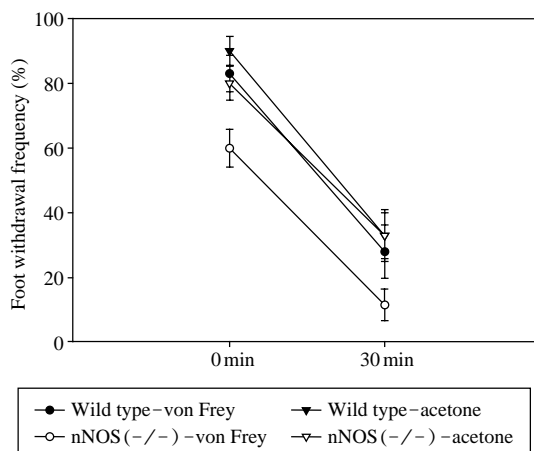 Foot withdrawal frequency (%)
100
80
60
40
20
0
0 min
30 min
Wild type–von Frey
Wild type–acetone
nNOS(−/−)–von Frey
nNOS(−/−)–acetone